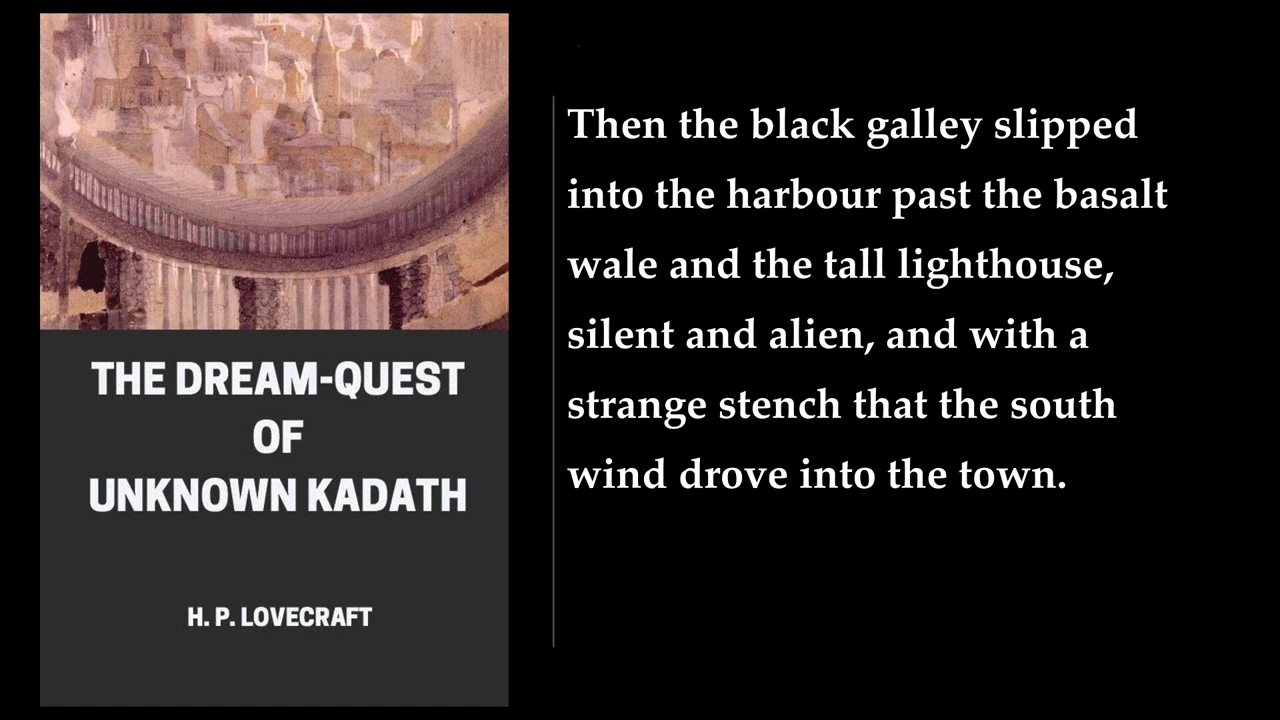 THE DREAM-QUEST
OF
UNKNOWN KADATH
H. P. LOVECRAFT
Then the black galley slipped
into the harbour past the basalt
wale and the tall lighthouse,
silent and alien, and with a
strange stench that the south
wind drove into the town.